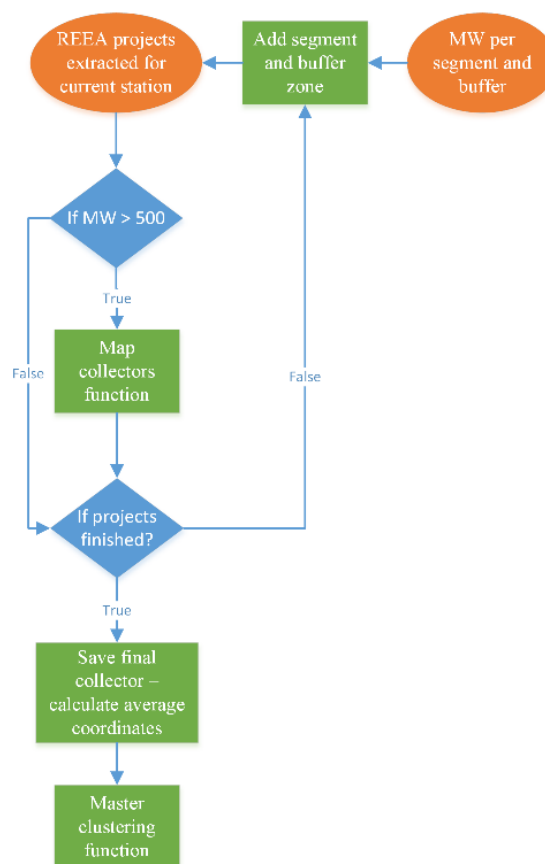 REEA projects
extracted for
current station
Add segment
and buffer
zone
MW per
segment and
buffer
If MW > 500
True
False
Map
collectors
function
False
If projects
finished?
True
Save final
collector –
calculate average
coordinates
Master
clustering
function